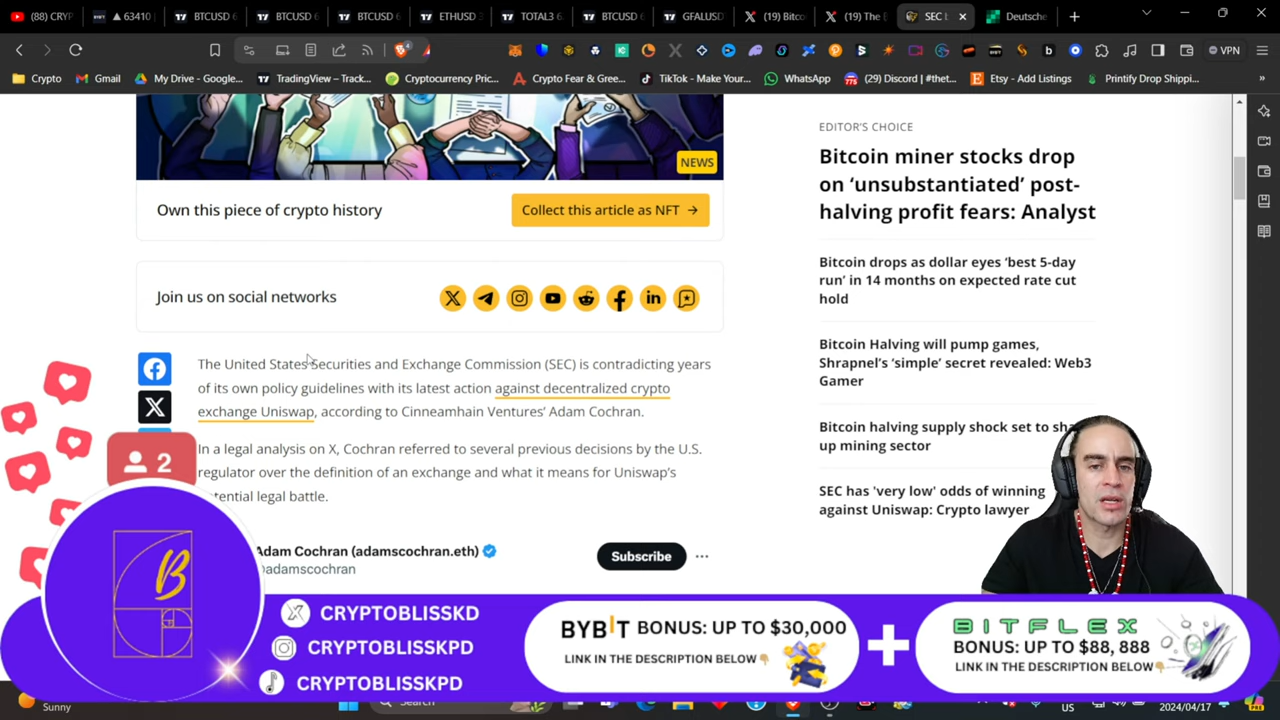 (88) CRYP
63410
BTCUSD 6
BTCUSD
BTCUSD 6
ETHUSD 3
TOTAL3 6.
BTCUSD 6
GFALUSD
(19) Bitco
(19) The
SEC b
Deutsche
VPN
Crypto
Gmail
My Drive - Google...
TradingView – Track...
Cryptocurrency Pric...
Crypto Fear & Gree...
TikTok - Make Your...
WhatsApp
(29) Discord | #thet...
Etsy - Add Listings
Printify Drop Shippi...
NEWS
Own this piece of crypto history
Collect this article as NFT →
Join us on social networks
The United States Securities and Exchange Commission (SEC) is contradicting years
of its own policy guidelines with its latest action against decentralized crypto
exchange Uniswap, according to Cinneamhain Ventures' Adam Cochran.
In a legal analysis on X, Cochran referred to several previous decisions by the U.S.
regulator over the definition of an exchange and what it means for Uniswap's
potential legal battle.
Adam Cochran (adamscochran.eth)
@adamscochran
Subscribe
EDITOR'S CHOICE
Bitcoin miner stocks drop
on 'unsubstantiated' post-
halving profit fears: Analyst
Bitcoin drops as dollar eyes 'best 5-day
run' in 14 months on expected rate cut
hold
Bitcoin Halving will pump games,
Shrapnel's 'simple' secret revealed: Web3
Gamer
Bitcoin halving supply shock set to sha
up mining sector
SEC has 'very low' odds of winning
against Uniswap: Crypto lawyer
2
B
CRYPTOBLISSKD
CRYPTOBLISSKPD
CRYPTOBLISSKPD
BYBIT BONUS: UP TO $30,000
LINK IN THE DESCRIPTION BELOW
+
BITFLEX
BONUS: UP TO $88, 888
LINK IN THE DESCRIPTION BELOW
Sunny
Search
US
2024/04/17